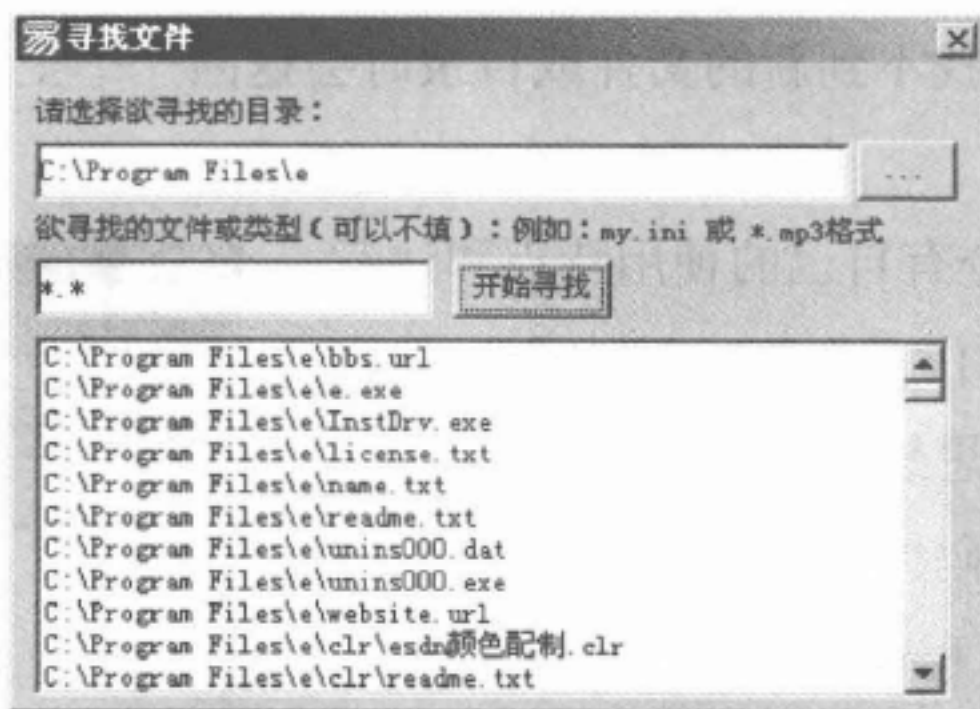 易寻找文件
请选择欲寻找的目录：
C:\Program Files\e
...
欲寻找的文件或类型（可以不填）：例如：my.ini 或 *.mp3格式
*.*
开始寻找
C:\Program Files\e\bbs.url
C:\Program Files\e\e.exe
C:\Program Files\e\InstDrv.exe
C:\Program Files\e\license.txt
C:\Program Files\e\name.txt
C:\Program Files\e\readme.txt
C:\Program Files\e\unins000.dat
C:\Program Files\e\unins000.exe
C:\Program Files\e\website.url
C:\Program Files\e\clr\esdn颜色配制.clr
C:\Program Files\e\clr\readme.txt